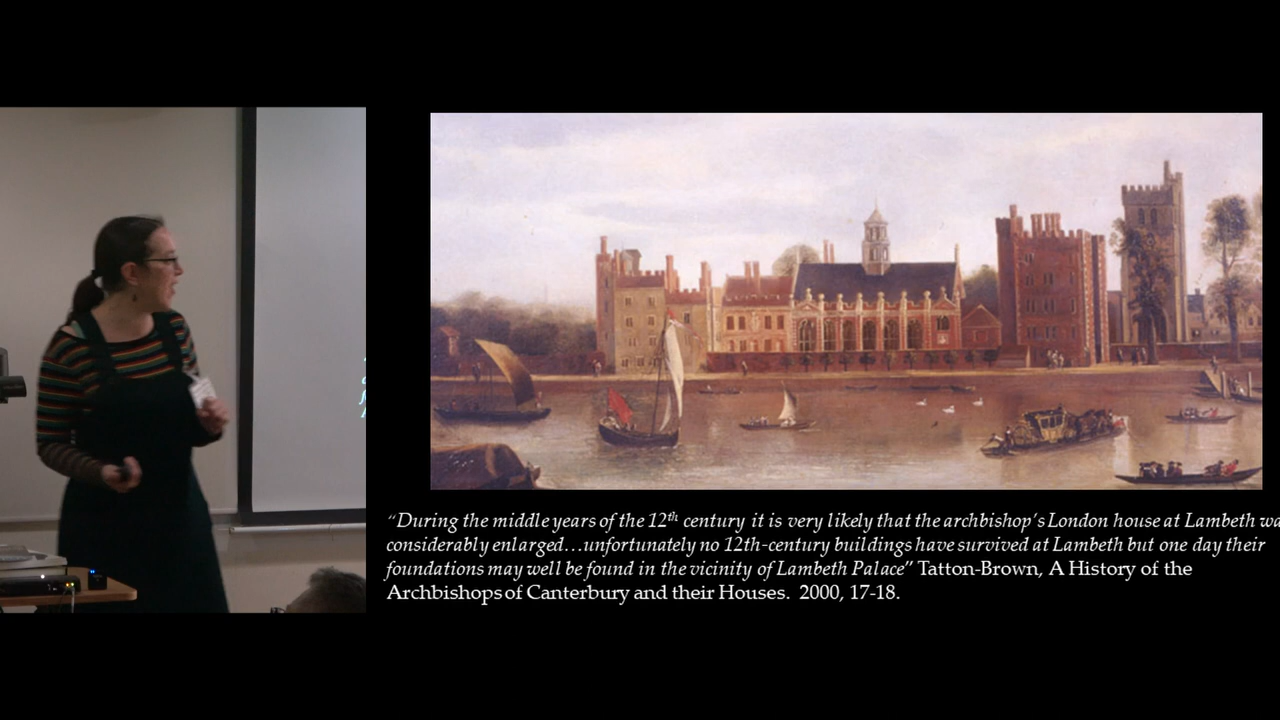 “During the middle years of the 12th century it is very likely that the archbishop’s London house at Lambeth
considerably enlarged…unfortunately no 12th-century buildings have survived at Lambeth but one day their
foundations may well be found in the vicinity of Lambeth Palace” Tatton-Brown, A History of the
Archbishops of Canterbury and their Houses. 2000, 17-18.